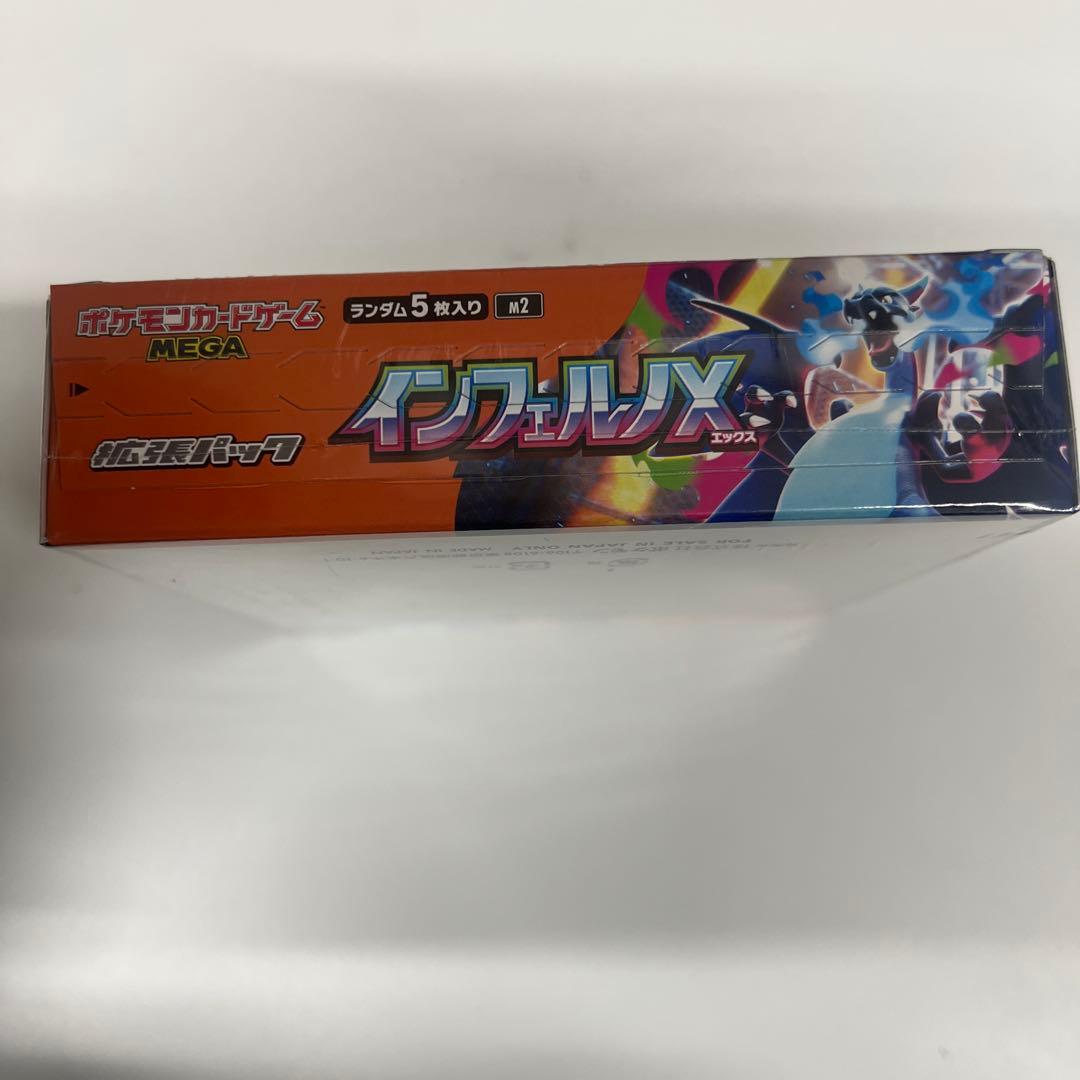 ポケモンカードゲーム
MEGA
ランダム5枚入り
M2
インフェルノX
エックス
拡張パック
FOR SALE IN JAPAN ONLY MADE IN JAPAN